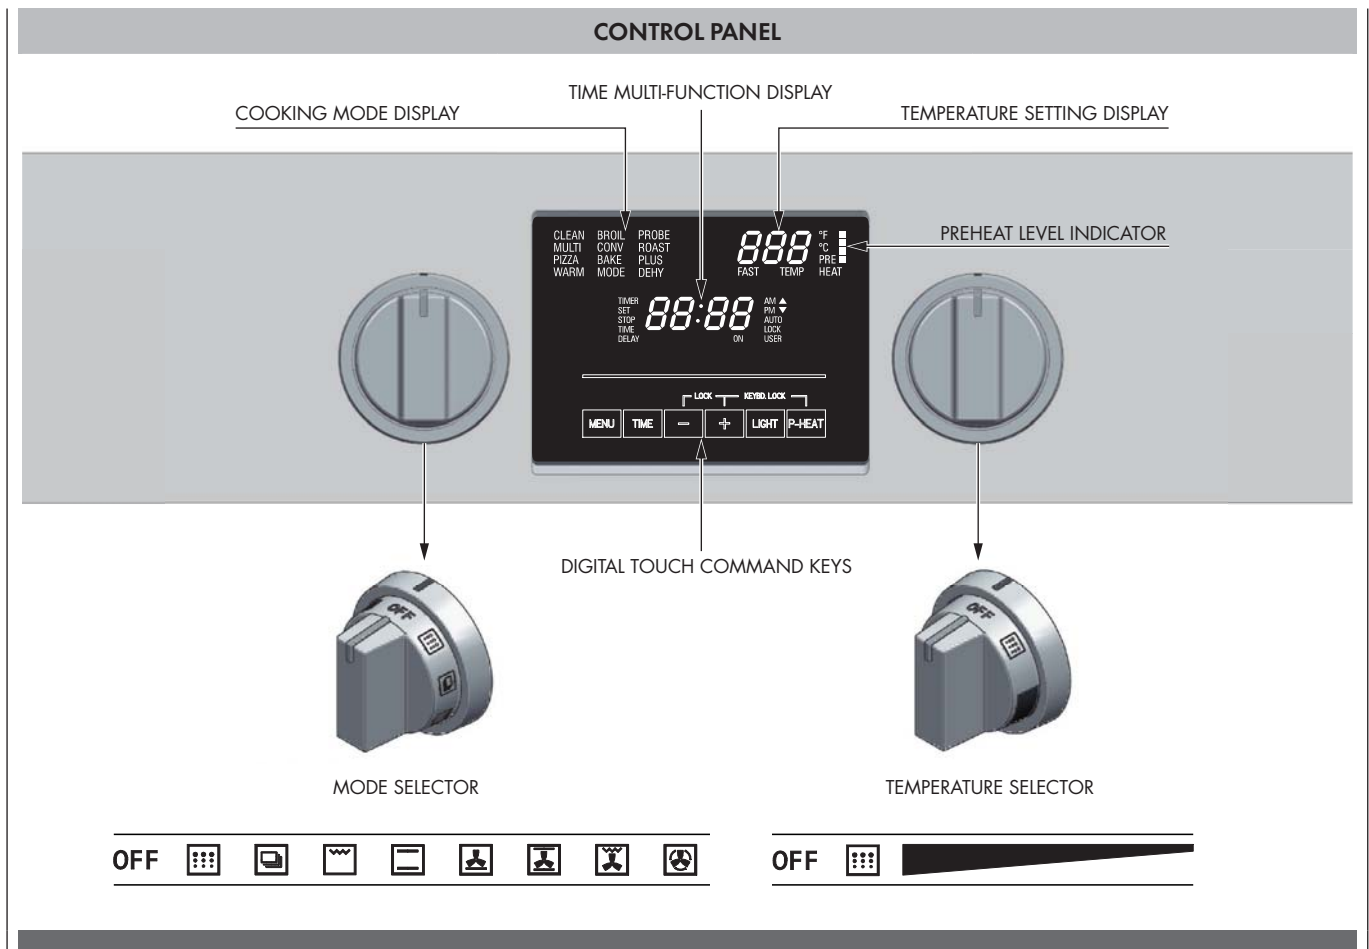 CONTROL PANEL
TIME MULTI-FUNCTION DISPLAY
COOKING MODE DISPLAY
TEMPERATURE SETTING DISPLAY
CLEAN BROIL PROBE
MULTI CONV ROAST
PIZZA BAKE PLUS
WARM MODE DEHY
888 °F
°C
PRE
FAST TEMP HEAT
PREHEAT LEVEL INDICATOR
TIMER
SET
STOP
TIME
DELAY
88:88
ON
AM ▲
PM ▼
AUTO
LOCK
USER
LOCK KEYBD. LOCK
MENU TIME − + LIGHT P-HEAT
DIGITAL TOUCH COMMAND KEYS
OFF
OFF
MODE SELECTOR
TEMPERATURE SELECTOR
OFF
OFF